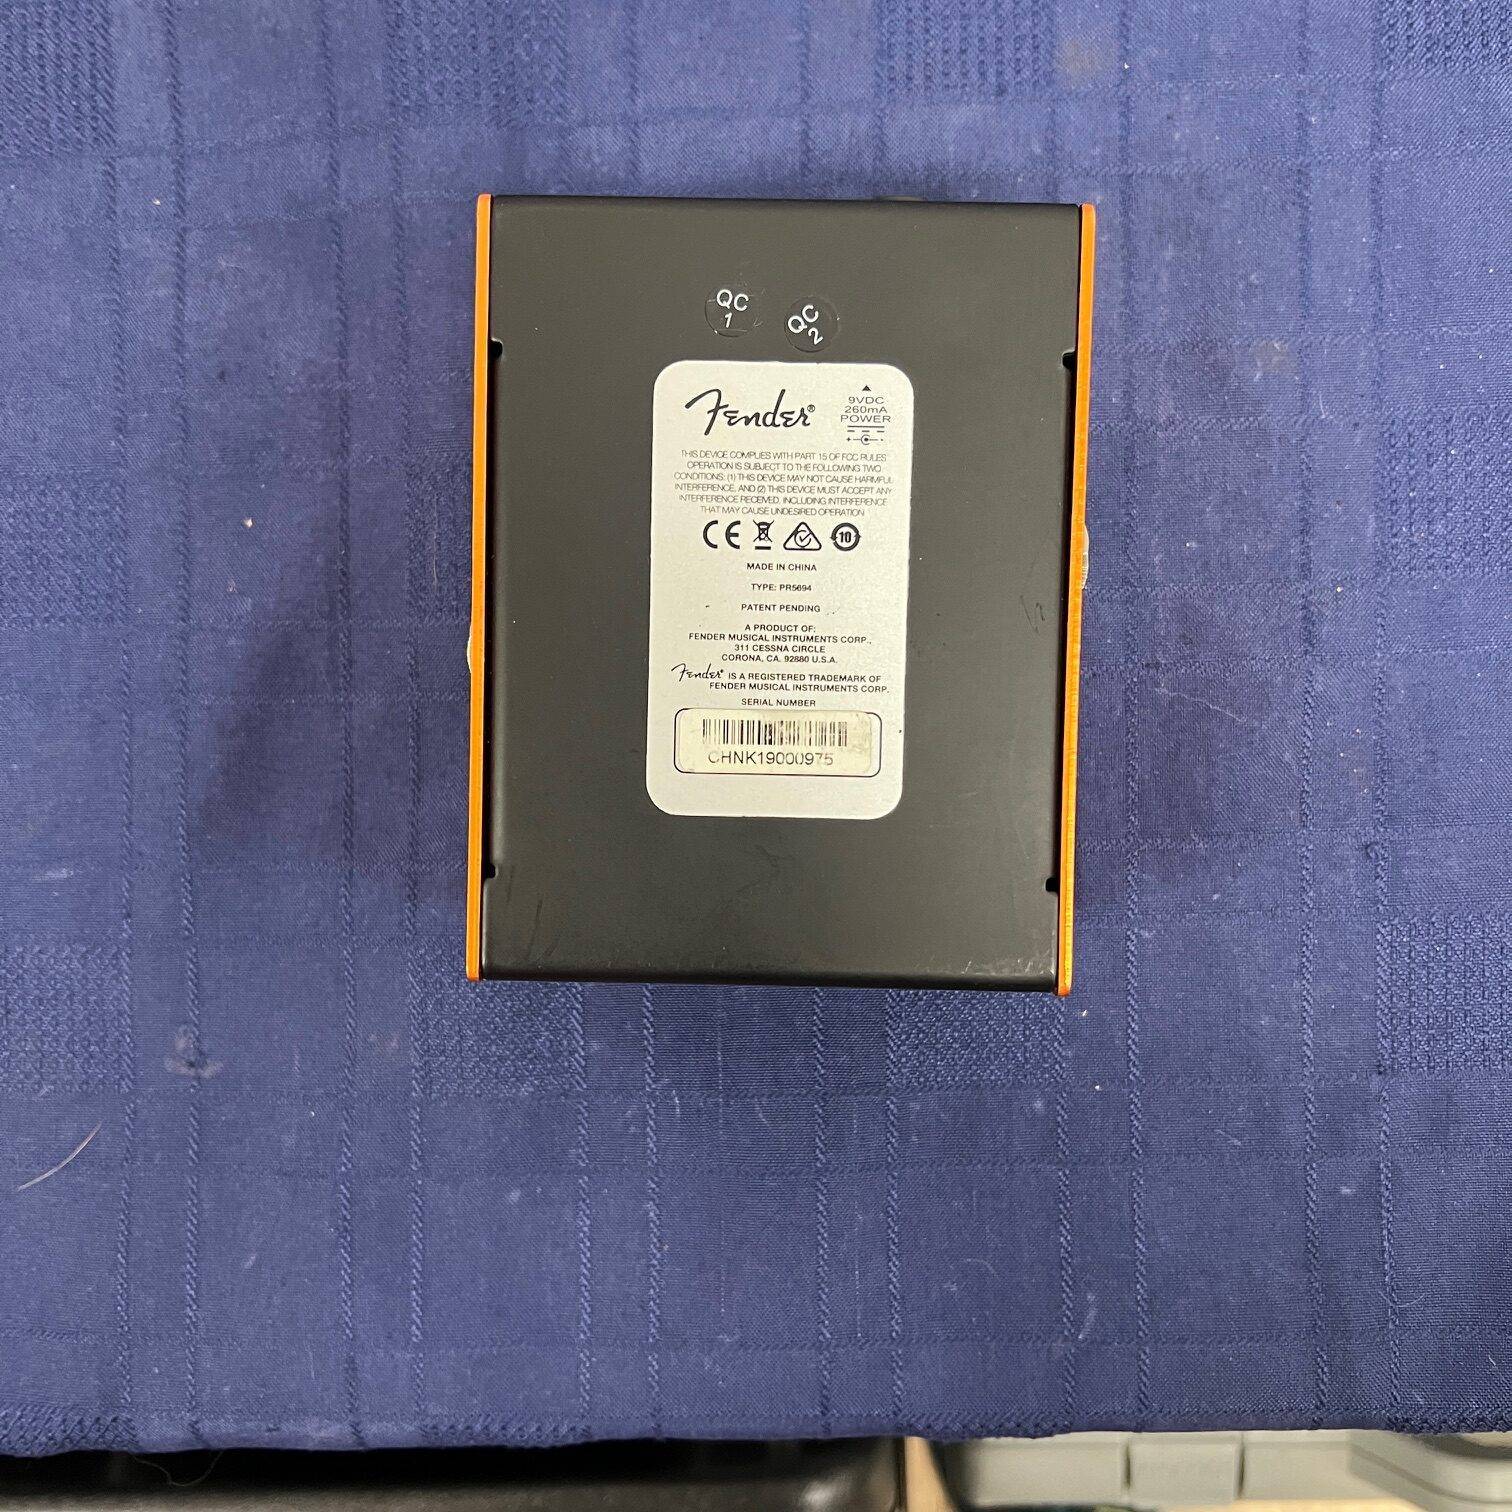 QC
1
QC
2
Fender®
9VDC
260mA
POWER
THIS DEVICE COMPLIES WITH PART 15 OF FCC RULES
OPERATION IS SUBJECT TO THE FOLLOWING TWO
CONDITIONS: (1) THIS DEVICE MAY NOT CAUSE HARMFUL
INTERFERENCE, AND (2) THIS DEVICE MUST ACCEPT ANY
INTERFERENCE RECEIVED, INCLUDING INTERFERENCE
THAT MAY CAUSE UNDESIRED OPERATION
CE
10
MADE IN CHINA
TYPE: PR5694
PATENT PENDING
A PRODUCT OF:
FENDER MUSICAL INSTRUMENTS CORP.,
311 CESSNA CIRCLE
CORONA, CA. 92880 U.S.A.
Fender® IS A REGISTERED TRADEMARK OF
FENDER MUSICAL INSTRUMENTS CORP.
SERIAL NUMBER
CHNK19000975